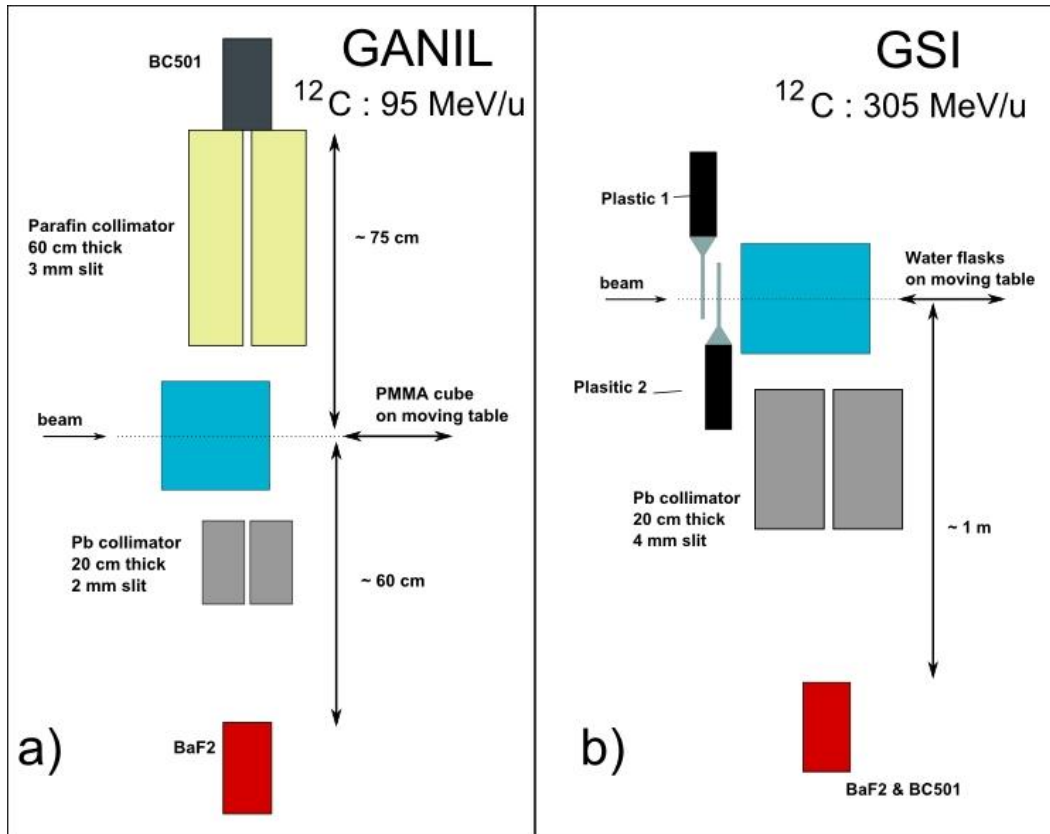 BC501
GANIL
12C : 95 MeV/u
Parafin collimator
60 cm thick
3 mm slit
~ 75 cm
beam
PMMA cube
on moving table
Pb collimator
20 cm thick
2 mm slit
~ 60 cm
a)
BaF2
GSI
12C : 305 MeV/u
Plastic 1
beam
Water flasks
on moving table
Plasitic 2
Pb collimator
20 cm thick
4 mm slit
~ 1 m
b)
BaF2 & BC501